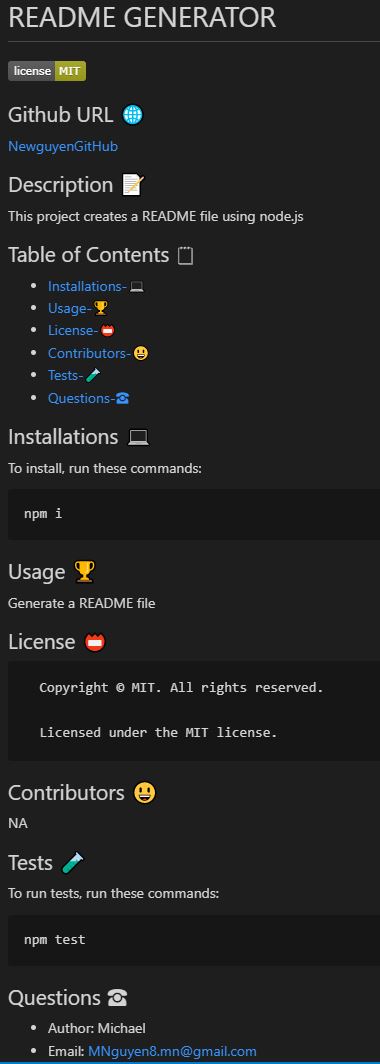 README GENERATOR
license MIT
Github URL 🌐
NewguyenGitHub
Description 📝
This project creates a README file using node.js
Table of Contents 📋
• Installations-💻
• Usage-🏆
• License-📛
• Contributors-😃
• Tests-🧪
• Questions-☎
Installations 💻
To install, run these commands:
npm i
Usage 🏆
Generate a README file
License 📛
Copyright © MIT. All rights reserved.
Licensed under the MIT license.
Contributors 😃
NA
Tests 🧪
To run tests, run these commands:
npm test
Questions ☎
• Author: Michael
• Email: MNguyen8.mn@gmail.com